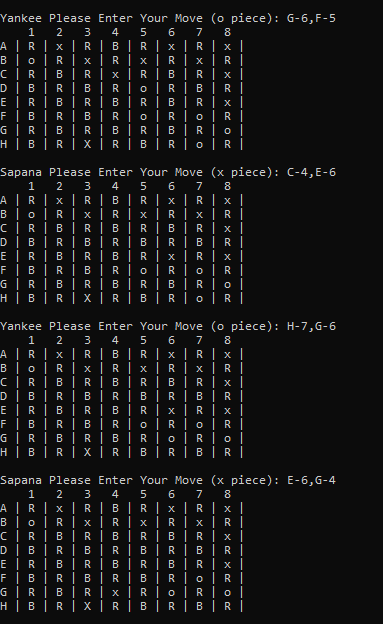 Yankee Please Enter Your Move (o piece): G-6,F-5
1 2 3 4 5 6 7 8
A | R | x | R | B | R | x | R | x |
B | o | R | x | R | x | R | B | R |
C | R | B | R | x | R | B | R | x |
D | B | R | B | R | o | R | B | R |
E | R | B | R | B | R | B | R | x |
F | B | R | B | R | o | R | o | R |
G | R | B | R | B | R | B | R | o |
H | B | R | X | R | B | R | o | R |
Sapana Please Enter Your Move (x piece): C-4,E-6
1 2 3 4 5 6 7 8
A | R | x | R | B | R | x | R | x |
B | o | R | x | R | x | R | B | R |
C | R | B | R | B | R | B | R | x |
D | B | R | B | R | B | R | B | R |
E | R | B | R | B | R | x | R | x |
F | B | R | B | R | o | R | o | R |
G | R | B | R | B | R | B | R | o |
H | B | R | X | R | B | R | o | R |
Yankee Please Enter Your Move (o piece): H-7,G-6
1 2 3 4 5 6 7 8
A | R | x | R | B | R | x | R | x |
B | o | R | x | R | x | R | B | R |
C | R | B | R | B | R | B | R | x |
D | B | R | B | R | B | R | B | R |
E | R | B | R | B | R | x | R | x |
F | B | R | B | R | o | R | o | R |
G | R | B | R | B | R | o | R | o |
H | B | R | X | R | B | R | B | R |
Sapana Please Enter Your Move (x piece): E-6,G-4
1 2 3 4 5 6 7 8
A | R | x | R | B | R | x | R | x |
B | o | R | x | R | x | R | B | R |
C | R | B | R | B | R | B | R | x |
D | B | R | B | R | B | R | B | R |
E | R | B | R | B | R | B | R | x |
F | B | R | B | R | B | R | o | R |
G | R | B | R | x | R | o | R | o |
H | B | R | X | R | B | R | B | R |